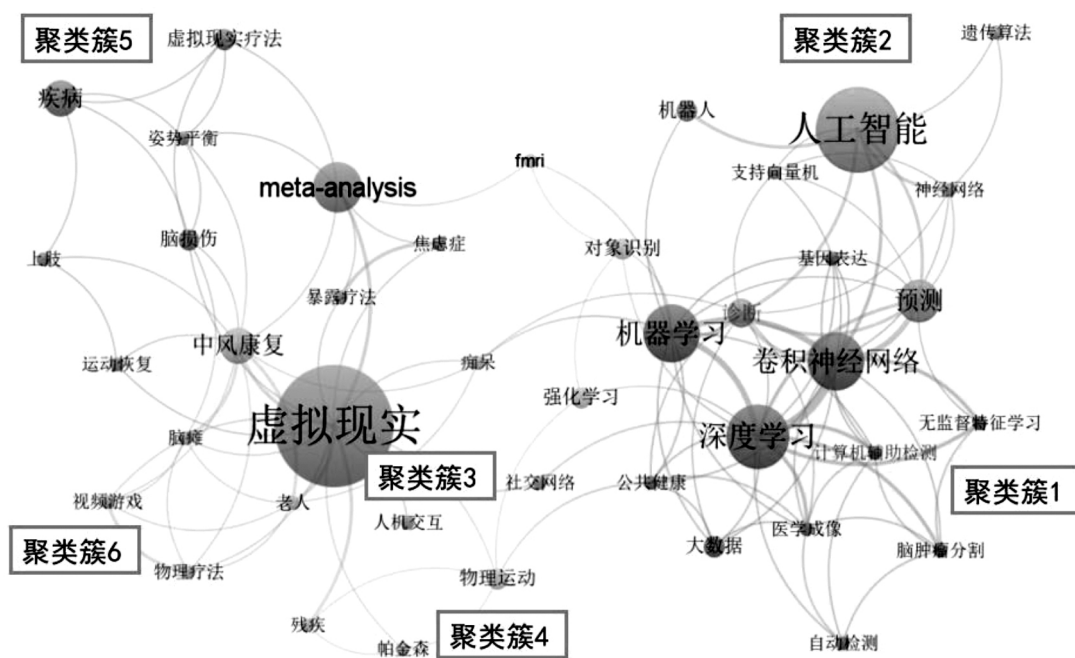 聚类簇5
虚拟现实疗法
聚类簇2
遗传算法
疾病
机器人
人工智能
姿势平衡
fmri
支持向量机
meta-analysis
神经网络
脑损伤
焦虑症
对象识别
上肢
基因表达
暴露疗法
预测
诊断
机器学习
中风康复
运动恢复
痴呆
卷积神经网络
强化学习
虚拟现实
无监督特征学习
深度学习
脑瘫
计算机辅助检测
聚类簇3
社交网络
公共健康
聚类簇1
视频游戏
老人
人机交互
医学成像
大数据
聚类簇6
脑肿瘤分割
物理疗法
物理运动
残疾
聚类簇4
帕金森
自动检测